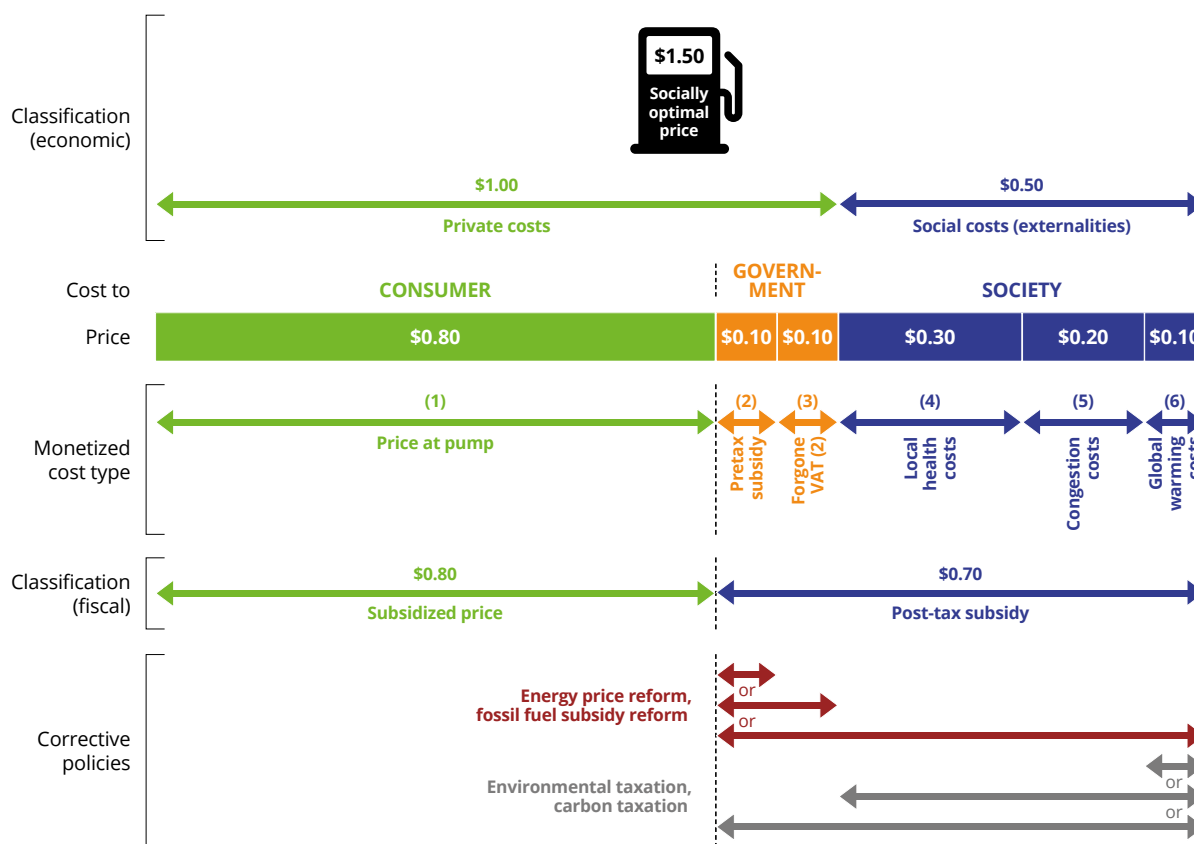 $1.50
Socially
optimal
price
Classification
(economic)
$1.00
$0.50
Private costs
Social costs (externalities)
Cost to
CONSUMER
GOVERN-
MENT
SOCIETY
Price
$0.80
$0.10
$0.10
$0.30
$0.20
$0.10
Monetized
cost type
(1)
Price at pump
(2)
Pretax
subsidy
(3)
Forgone
VAT (2)
(4)
Local
health
costs
(5)
Congestion
costs
(6)
Global
warming
costs
Classification
(fiscal)
$0.80
$0.70
Subsidized price
Post-tax subsidy
Corrective
policies
Energy price reform,
fossil fuel subsidy reform
or
or
Environmental taxation,
carbon taxation
or
or